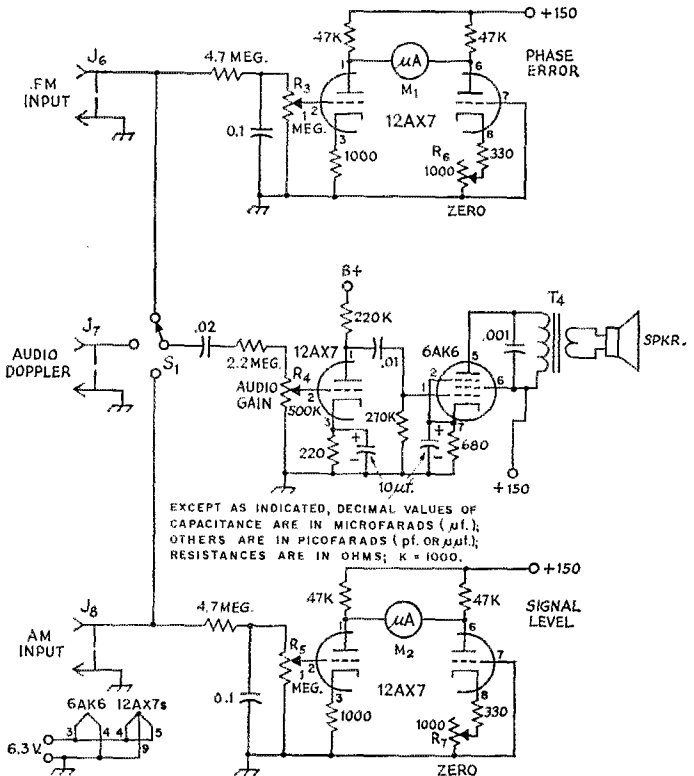 +150
47K
47K
PHASE
ERROR
J6
FM
INPUT
4.7 MEG.
R3
1
MEG.
0.1
1
2
3
μA
M1
12AX7
6
7
8
1000
R6
1000
330
ZERO
J7
AUDIO
DOPPLER
S1
.02
2.2 MEG.
R4
AUDIO
GAIN
500K
B+
220K
12AX7
1
2
3
.01
220
270K
10μf.
6AK6
5
2
1
6
7
680
.001
T4
SPKR.
+150
EXCEPT AS INDICATED, DECIMAL VALUES OF
CAPACITANCE ARE IN MICROFARADS (μf.);
OTHERS ARE IN PICOFARADS (pf. OR μμf.);
RESISTANCES ARE IN OHMS; K = 1000.
+150
47K
47K
SIGNAL
LEVEL
J8
AM
INPUT
4.7 MEG.
R5
1
MEG.
0.1
1
2
3
μA
M2
12AX7
6
7
8
1000
1000
R7
330
ZERO
6AK6 12AX7s
3 4 4 5
9
6.3 V.